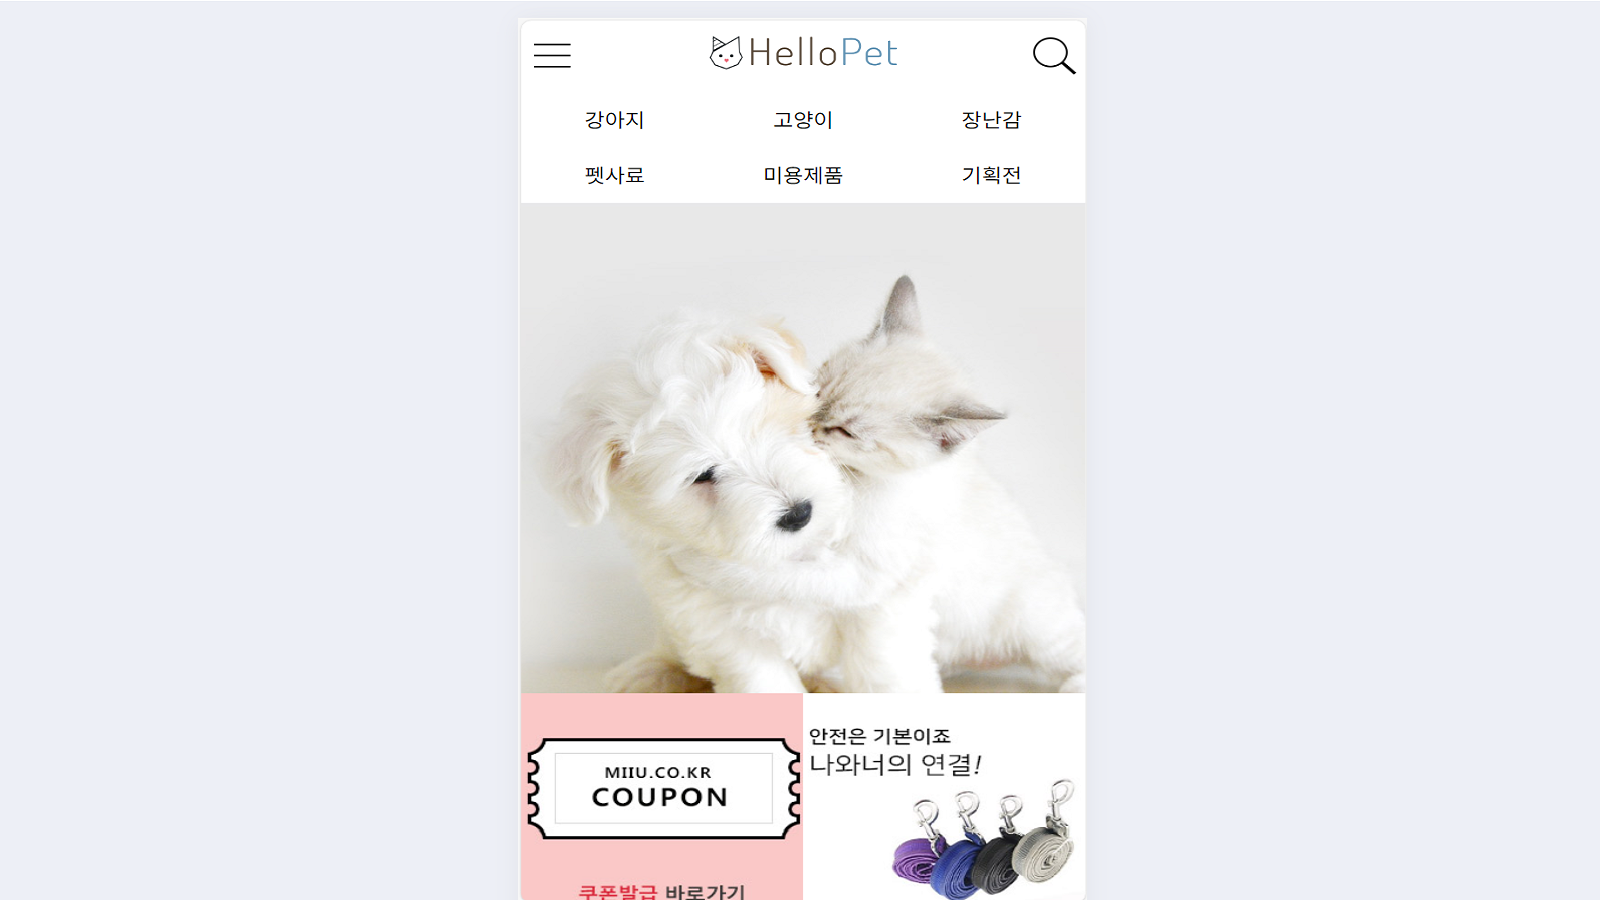 HelloPet
강아지 고양이 장난감
펫사료 미용제품 기획전
MIIU.CO.KR
COUPON
쿠폰발급 바로가기
안전은 기본이죠
나와너의 연결!